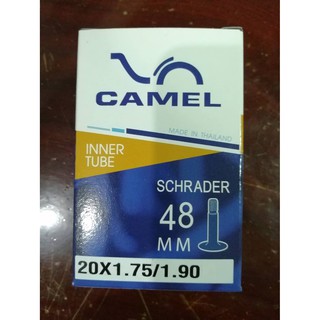 CAMEL
MADE IN THAILAND
INNER
TUBE
SCHRADER
48
MM
20X1.75/1.90